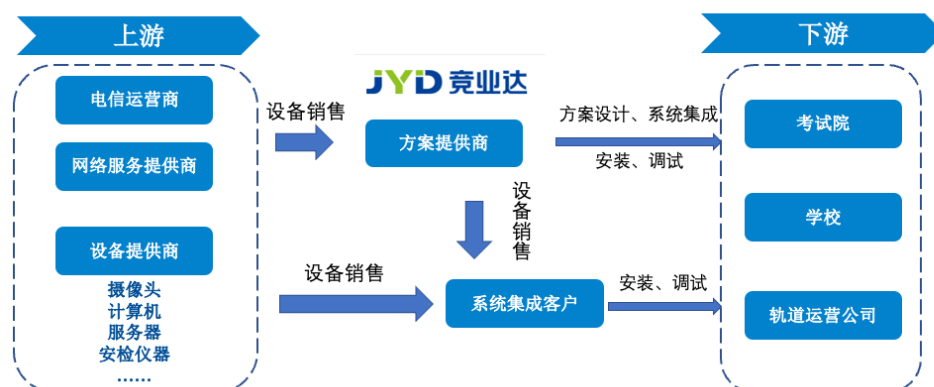 上游
下游
电信运营商
网络服务提供商
设备提供商
摄像头
计算机
服务器
安检仪器
……
设备销售
JYD 竞业达
方案提供商
方案设计、系统集成
安装、调试
设备销售
设备销售
系统集成客户
安装、调试
考试院
学校
轨道运营公司